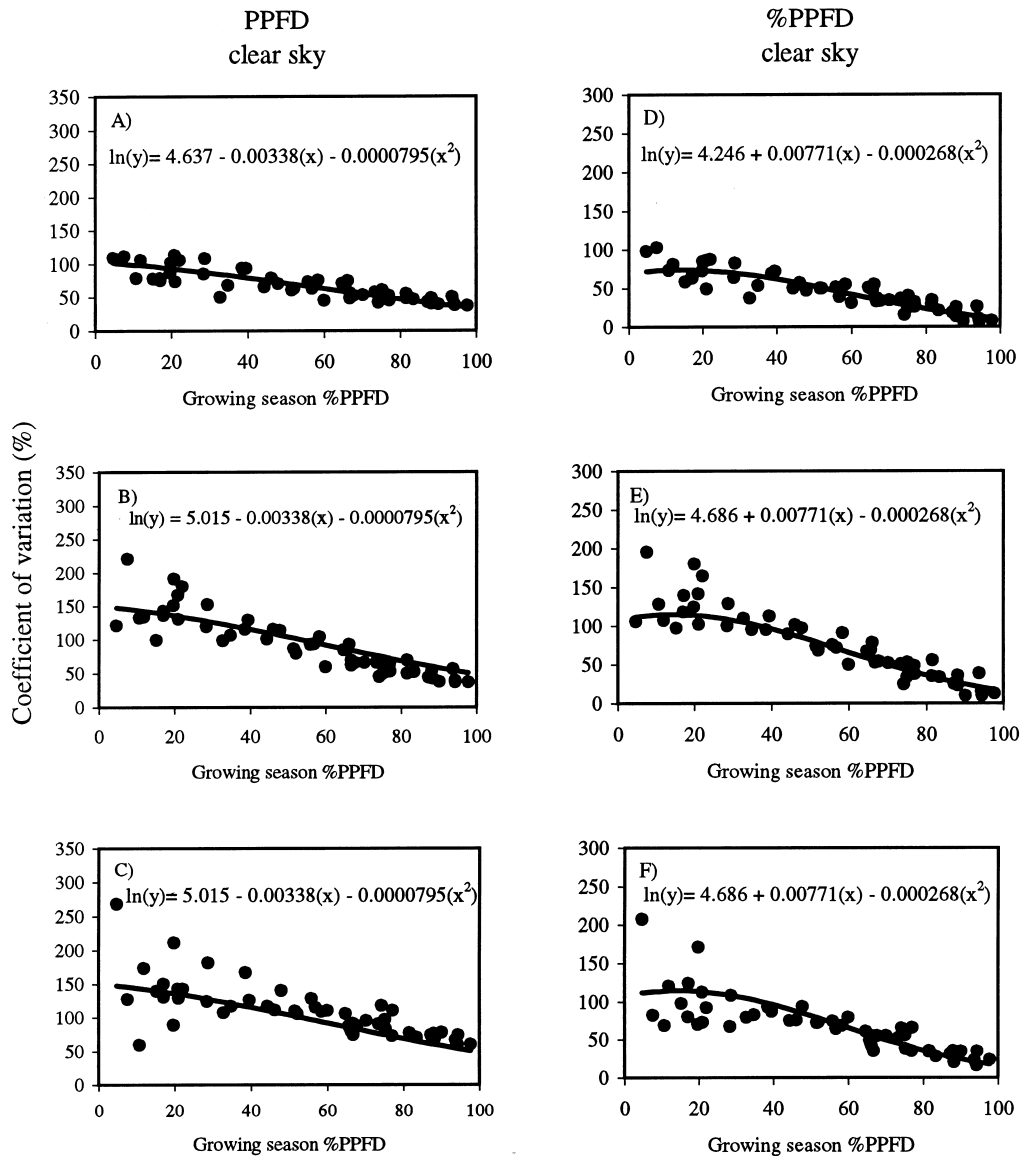 PPFD
clear sky
%PPFD
clear sky
Coefficient of variation (%)
A)
ln(y)= 4.637 - 0.00338(x) - 0.0000795(x²)
350
300
250
200
150
100
50
0
0 20 40 60 80 100
Growing season %PPFD
D)
ln(y)= 4.246 + 0.00771(x) - 0.000268(x²)
300
250
200
150
100
50
0
0 20 40 60 80 100
Growing season %PPFD
B)
ln(y) = 5.015 - 0.00338(x) - 0.0000795(x²)
350
300
250
200
150
100
50
0
0 20 40 60 80 100
Growing season %PPFD
E)
ln(y)= 4.686 + 0.00771(x) - 0.000268(x²)
300
250
200
150
100
50
0
0 20 40 60 80 100
Growing season %PPFD
C)
ln(y)= 5.015 - 0.00338(x) - 0.0000795(x²)
350
300
250
200
150
100
50
0
0 20 40 60 80 100
Growing season %PPFD
F)
ln(y)= 4.686 + 0.00771(x) - 0.000268(x²)
300
250
200
150
100
50
0
0 20 40 60 80 100
Growing season %PPFD